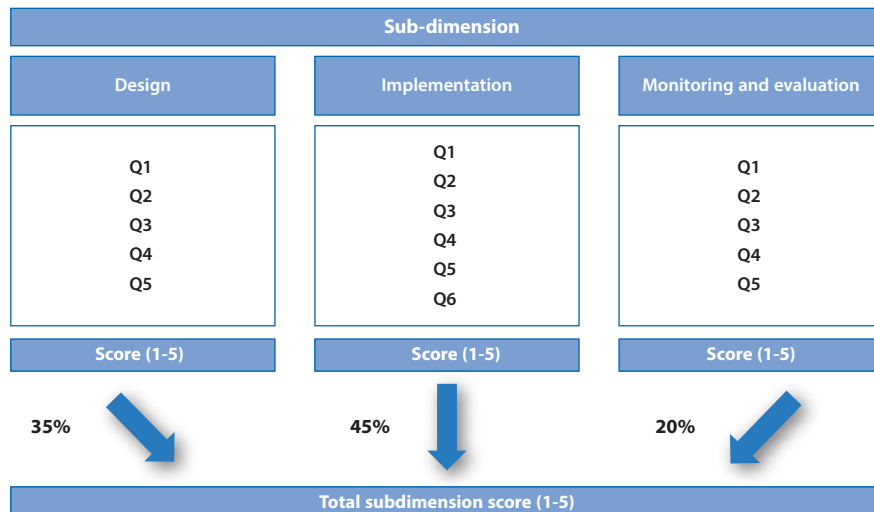 Sub-dimension
Design
Implementation
Monitoring and evaluation
Q1
Q2
Q3
Q4
Q5
Q1
Q2
Q3
Q4
Q5
Q6
Q1
Q2
Q3
Q4
Q5
Score (1-5)
Score (1-5)
Score (1-5)
35%
45%
20%
Total subdimension score (1-5)